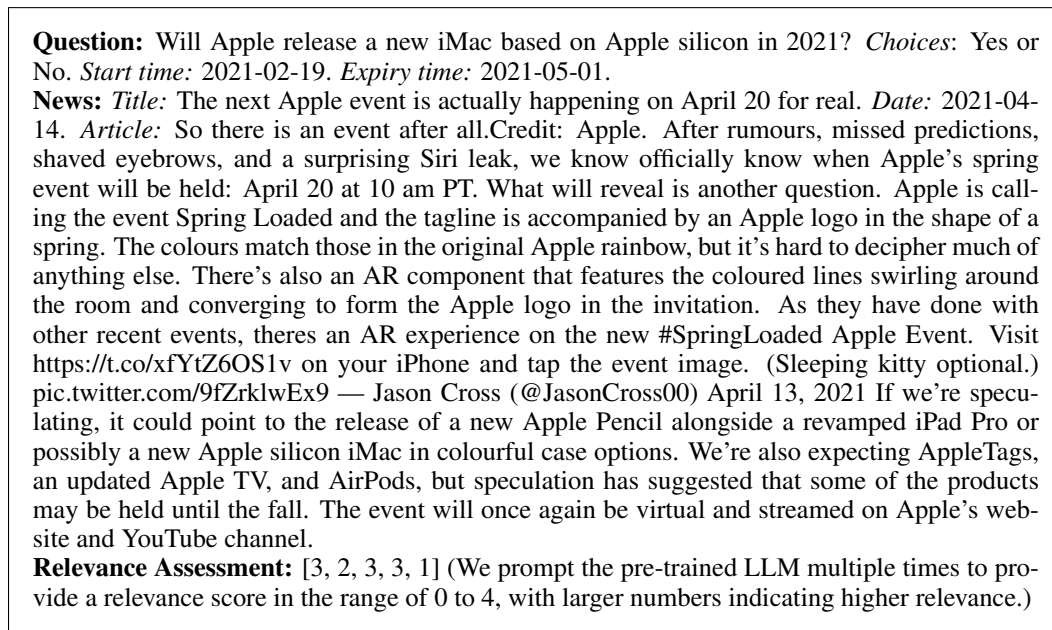 Question: Will Apple release a new iMac based on Apple silicon in 2021? Choices: Yes or
No. Start time: 2021-02-19. Expiry time: 2021-05-01.
News: Title: The next Apple event is actually happening on April 20 for real. Date: 2021-04-
14. Article: So there is an event after all.Credit: Apple. After rumours, missed predictions,
shaved eyebrows, and a surprising Siri leak, we know officially know when Apple's spring
event will be held: April 20 at 10 am PT. What will reveal is another question. Apple is call-
ing the event Spring Loaded and the tagline is accompanied by an Apple logo in the shape of a
spring. The colours match those in the original Apple rainbow, but it's hard to decipher much of
anything else. There's also an AR component that features the coloured lines swirling around
the room and converging to form the Apple logo in the invitation. As they have done with
other recent events, theres an AR experience on the new #SpringLoaded Apple Event. Visit
https://t.co/xfYtZ6OS1v on your iPhone and tap the event image. (Sleeping kitty optional.)
pic.twitter.com/9fZrklwEx9 — Jason Cross (@JasonCross00) April 13, 2021 If we're specu-
lating, it could point to the release of a new Apple Pencil alongside a revamped iPad Pro or
possibly a new Apple silicon iMac in colourful case options. We're also expecting AppleTags,
an updated Apple TV, and AirPods, but speculation has suggested that some of the products
may be held until the fall. The event will once again be virtual and streamed on Apple's web-
site and YouTube channel.
Relevance Assessment: [3, 2, 3, 3, 1] (We prompt the pre-trained LLM multiple times to pro-
vide a relevance score in the range of 0 to 4, with larger numbers indicating higher relevance.)